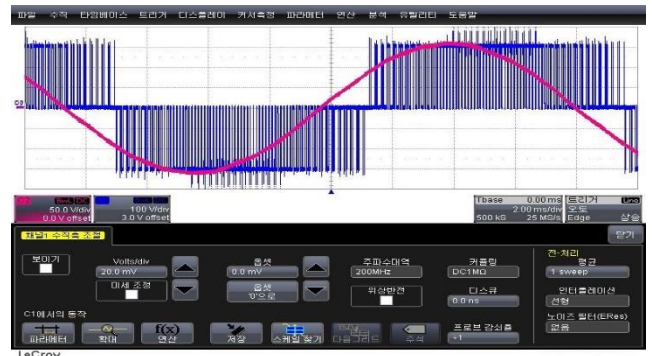 파일 수직 타임베이스 트리거 디스플레이 커서측정 파라메터 연산 분석 유틸리티 도움말
C2
Tbase 0.00 ms 트리거 Line
50.0 V/div 100 V/div 2.00 ms/div 오토
0.0 V offset 3.0 V offset 500 kS 25 MS/s Edge 상승
채널1 수직축 조절 닫기
보이기 Volts/div 옵셋 주파수대역 커플링 전-처리
20.0 mV 0.0 mV 200MHz DC1MΩ 평균
1 sweep
미세 조정 옵셋 '0'으로 위상반전 디스큐 인터폴레이션
0.0 ns 선형
C1에서의 동작 노이즈 필터(ERes)
프로브 감쇠율 없음
파라메터 확대 f(x) 연산 저장 스케일 찾기 다음그리드 주석 ÷1
LeCroy